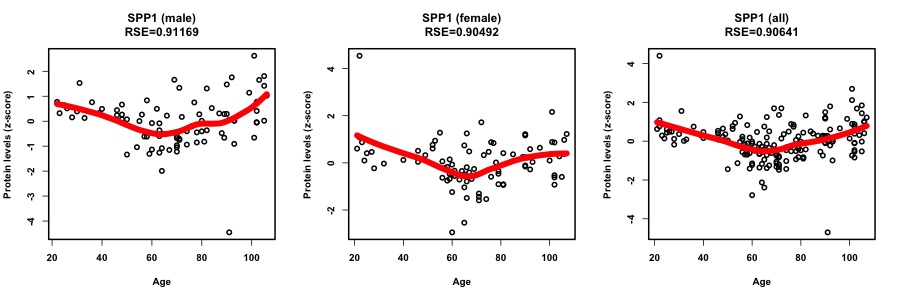 SPP1 (male)
RSE=0.91169
Protein levels (z-score)
2
1
0
-1
-2
-3
-4
20 40 60 80 100
Age
SPP1 (female)
RSE=0.90492
Protein levels (z-score)
4
2
0
-2
20 40 60 80 100
Age
SPP1 (all)
RSE=0.90641
Protein levels (z-score)
4
2
0
-2
-4
20 40 60 80 100
Age